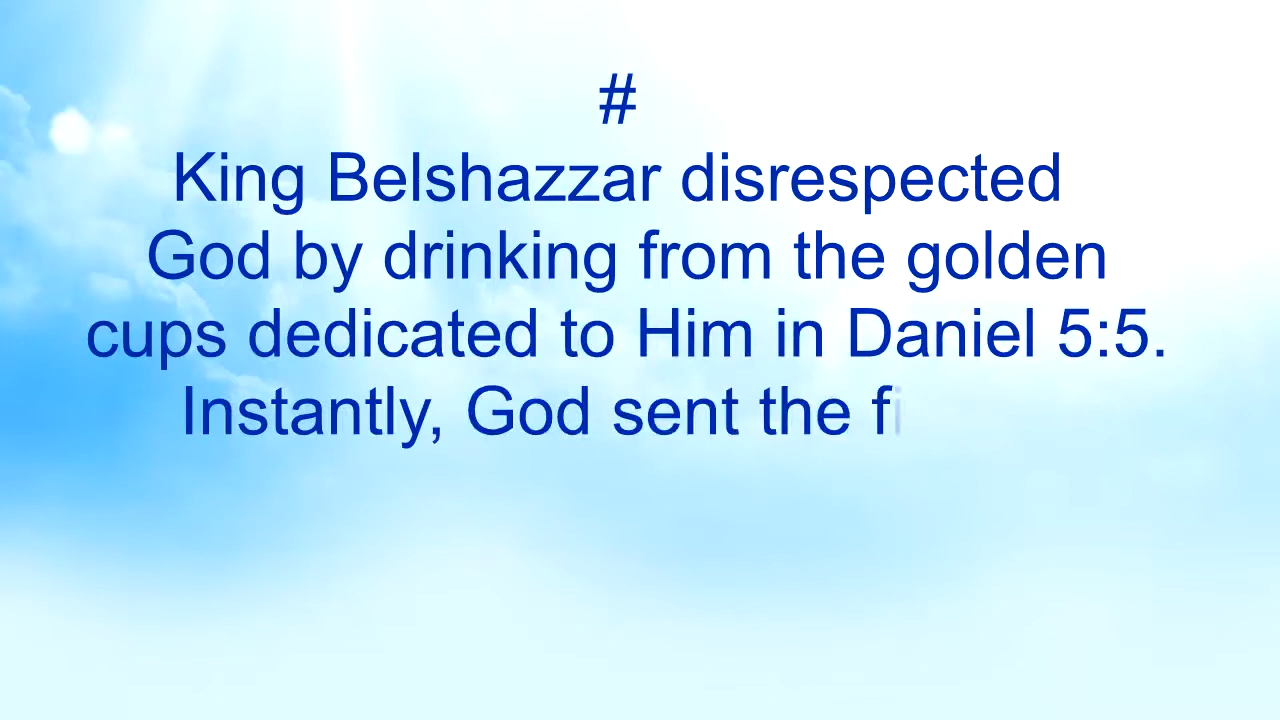 #
King Belshazzar disrespected
God by drinking from the golden
cups dedicated to Him in Daniel 5:5.
Instantly, God sent the fi